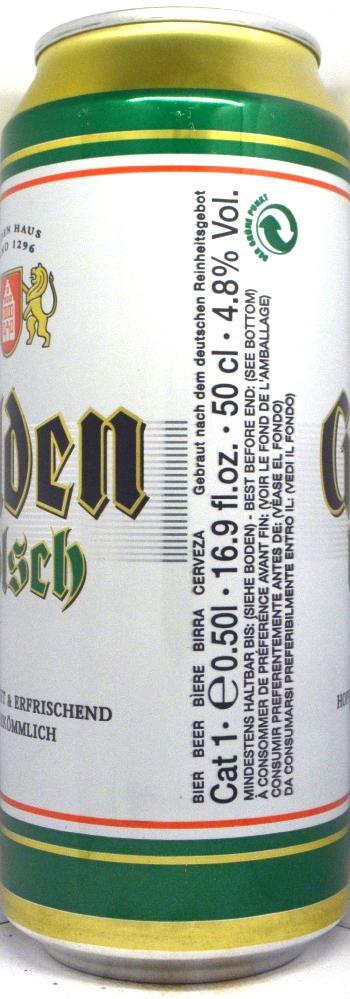 RN HAUS
NO 1296
den
lsch
T & ERFRISCHEND
KÖMMLICH
BIER BEER BIÈRE BIRRA CERVEZA Gebraut nach dem deutschen Reinheitsgebot
Cat 1 · ℮ 0.50l · 16.9 fl.oz. · 50 cl · 4.8% Vol.
MINDESTENS HALTBAR BIS: (SIEHE BODEN) - BEST BEFORE END: (SEE BOTTOM)
À CONSOMMER DE PRÉFÉRENCE AVANT FIN: (VOIR LE FOND DE L'AMBALLAGE)
CONSUMIR PREFERENTEMENTE ANTES DE: (VÉASE EL FONDO)
DA CONSUMARSI PREFERIBILMENTE ENTRO IL: (VEDI IL FONDO)
DER GRÜNE PUNKT
G
HO